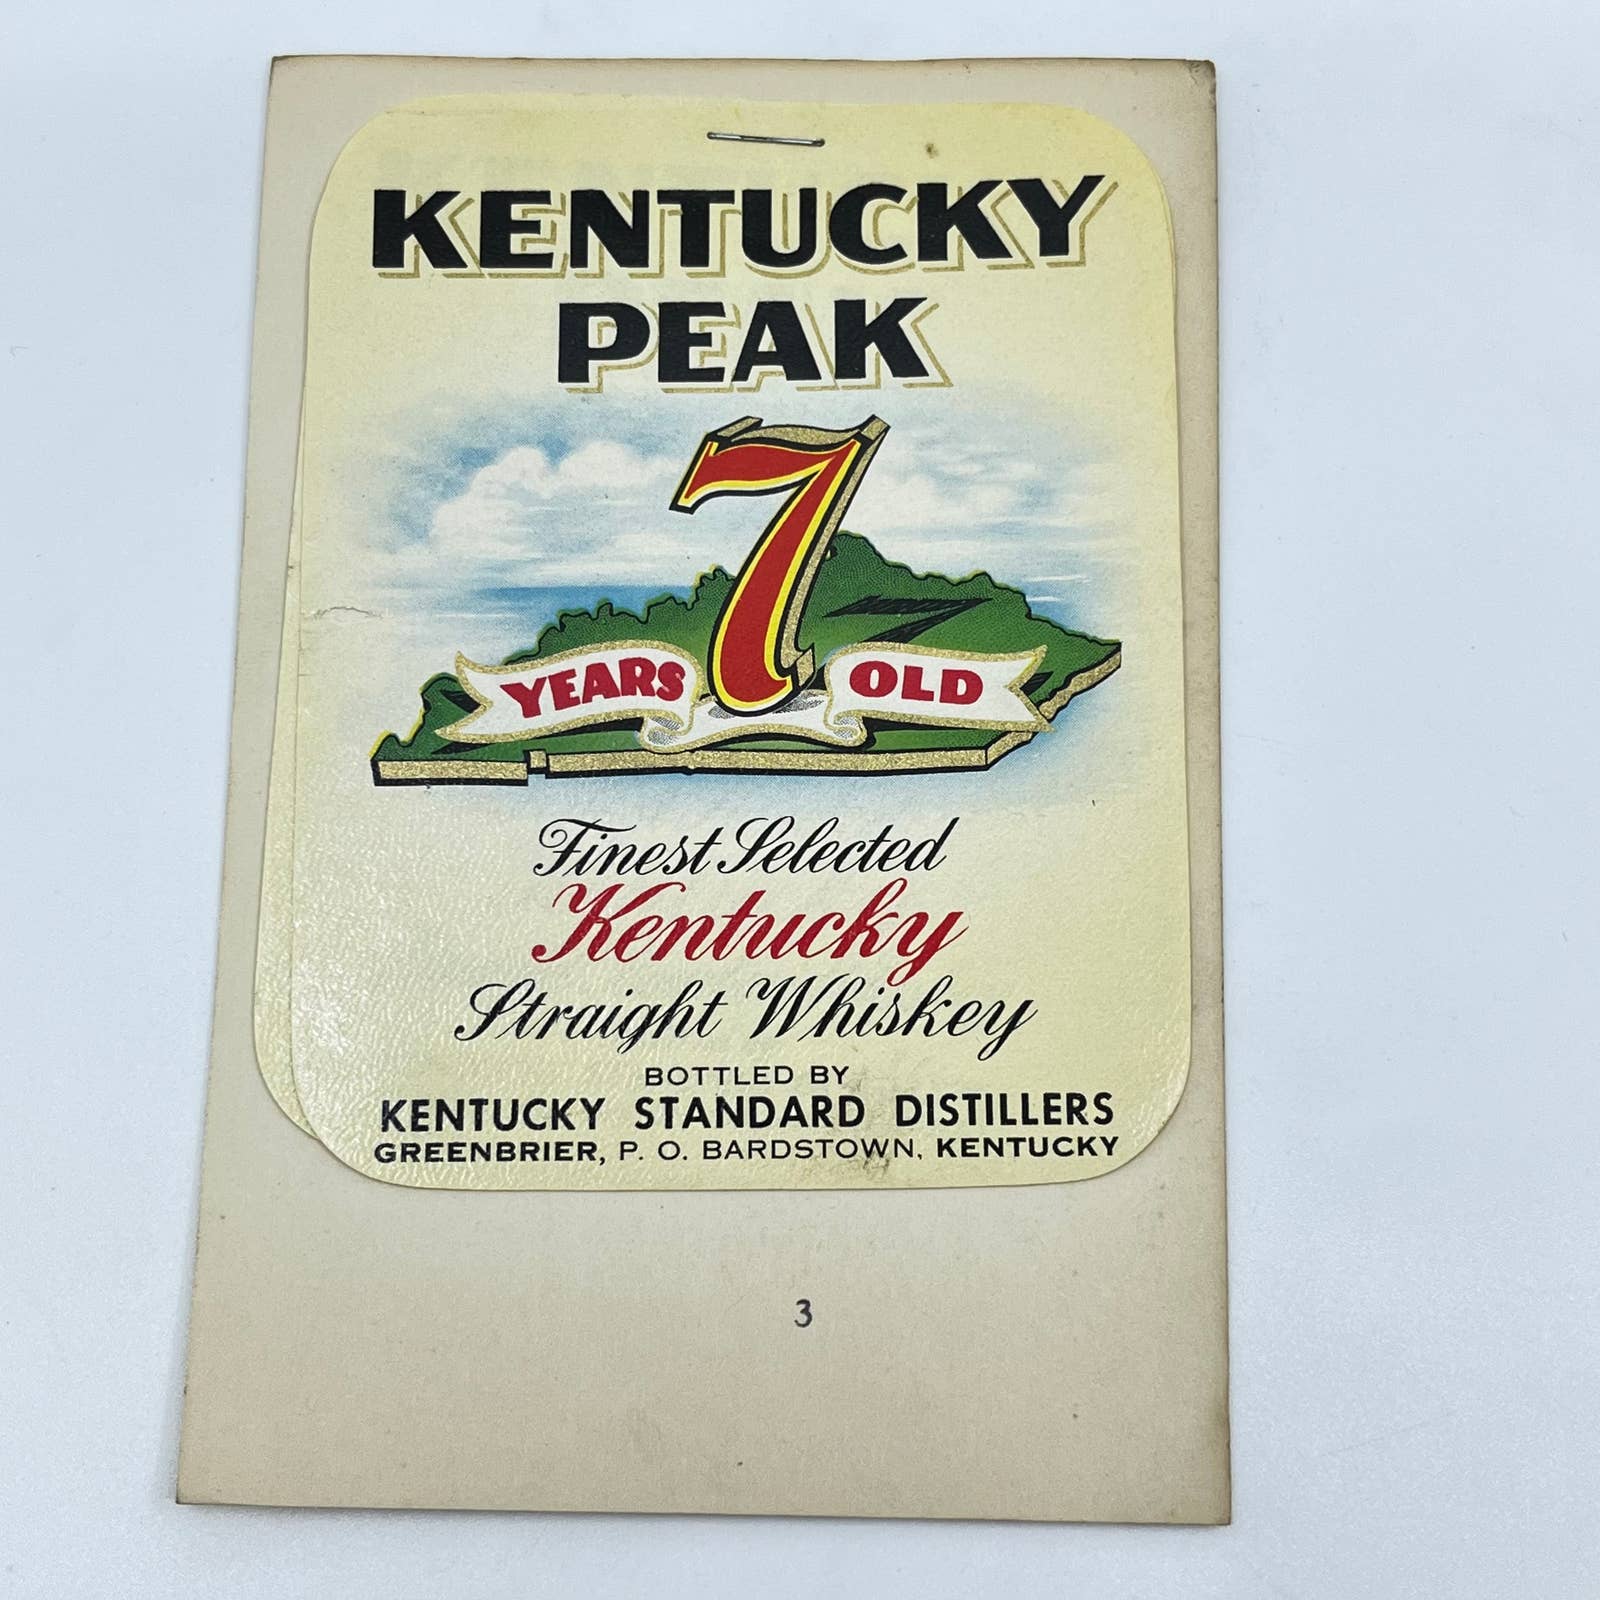 KENTUCKY
PEAK
7
YEARS OLD
Finest Selected
Kentucky
Straight Whiskey
BOTTLED BY
KENTUCKY STANDARD DISTILLERS
GREENBRIER, P. O. BARDSTOWN, KENTUCKY
3